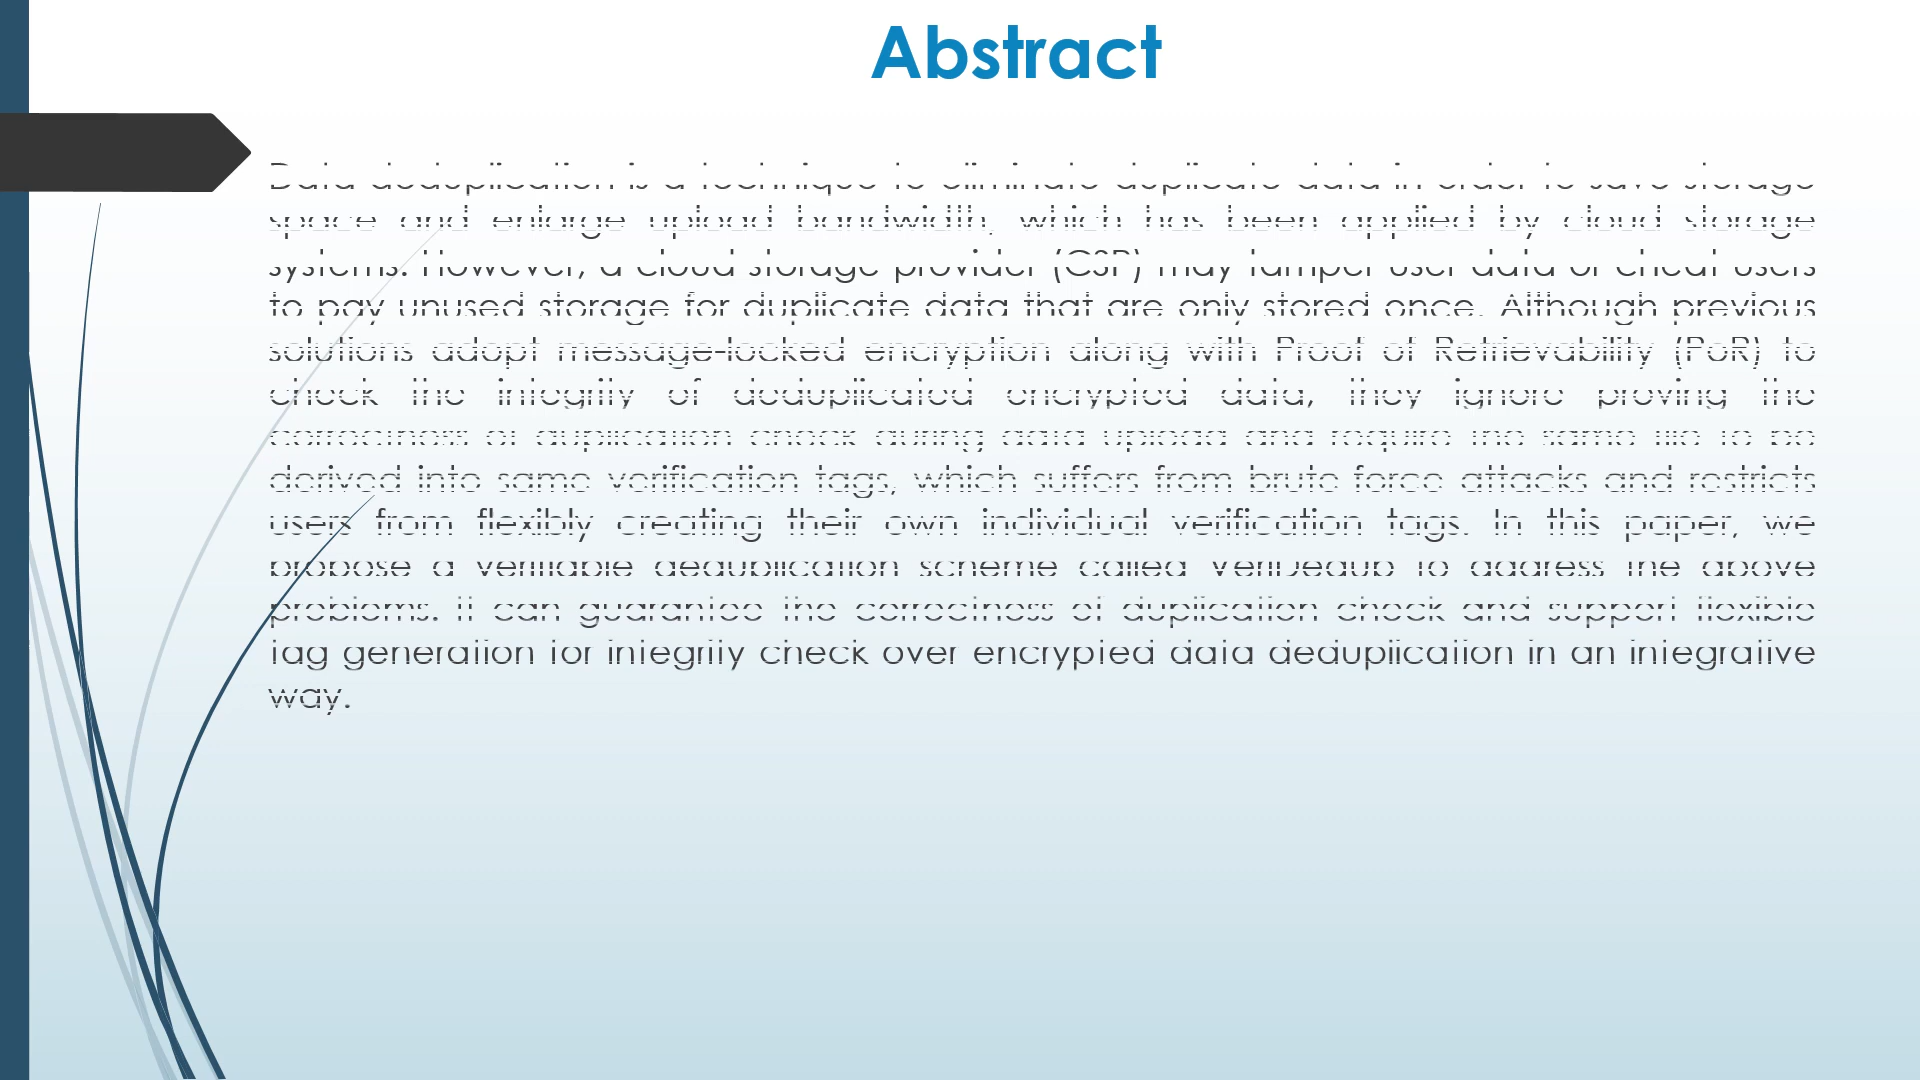 Abstract
Data deduplication is a technique to eliminate duplicate data in order to save storage
space and enlarge upload bandwidth, which has been applied by cloud storage
systems. However, a cloud storage provider (CSP) may tamper user data or cheat users
to pay unused storage for duplicate data that are only stored once. Although previous
solutions adopt message-locked encryption along with Proof of Retrievability (PoR) to
check the integrity of deduplicated encrypted data, they ignore proving the
correctness of duplication check during data upload and require the same file to be
derived into same verification tags, which suffers from brute force attacks and restricts
users from flexibly creating their own individual verification tags. In this paper, we
propose a verifiable deduplication scheme called VeriDedup to address the above
problems. It can guarantee the correctness of duplication check and support flexible
tag generation for integrity check over encrypted data deduplication in an integrative
way.